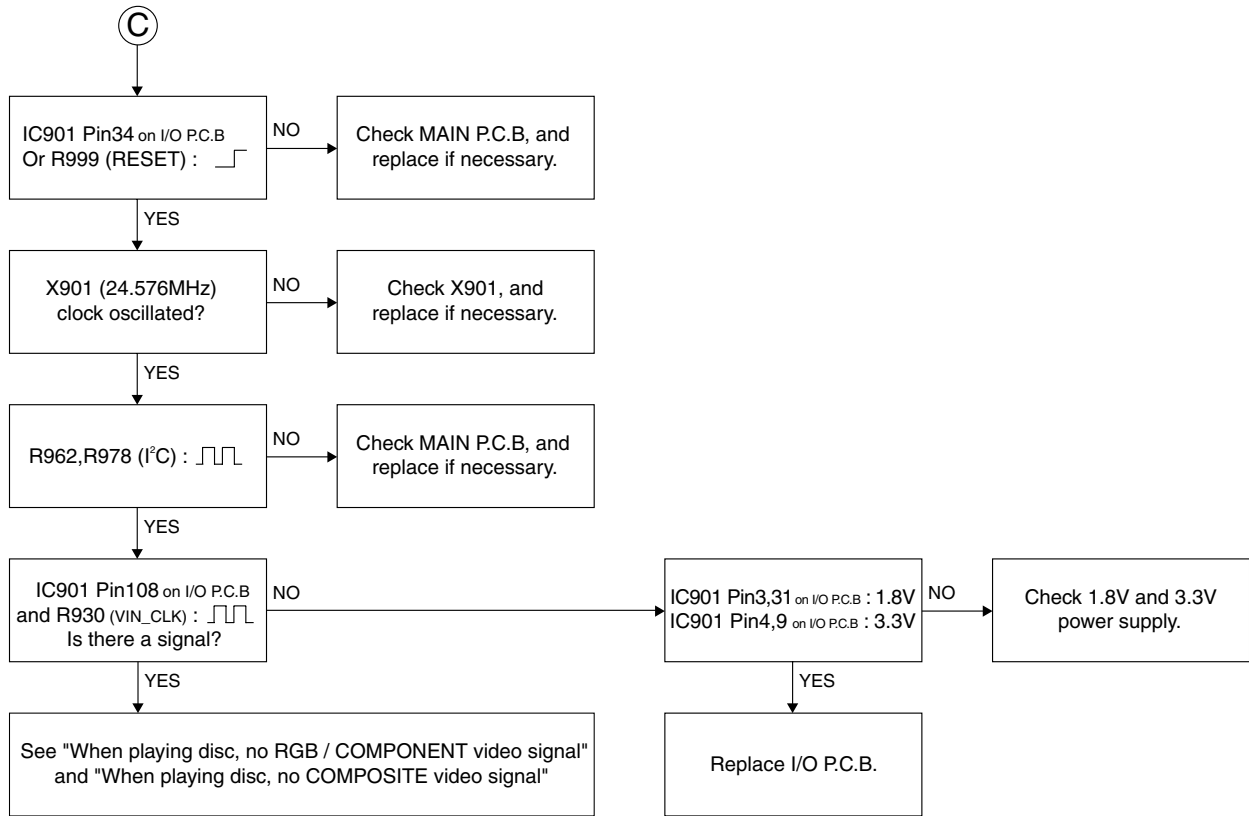 C
IC901 Pin34 on I/O P.C.B
Or R999 (RESET) :
NO
Check MAIN P.C.B, and
replace if necessary.
YES
X901 (24.576MHz)
clock oscillated?
NO
Check X901, and
replace if necessary.
YES
R962,R978 (I²C) :
NO
Check MAIN P.C.B, and
replace if necessary.
YES
IC901 Pin108 on I/O P.C.B
and R930 (VIN_CLK) :
Is there a signal?
NO
IC901 Pin3,31 on I/O P.C.B : 1.8V
IC901 Pin4,9 on I/O P.C.B : 3.3V
NO
Check 1.8V and 3.3V
power supply.
YES
YES
See "When playing disc, no RGB / COMPONENT video signal"
and "When playing disc, no COMPOSITE video signal"
Replace I/O P.C.B.